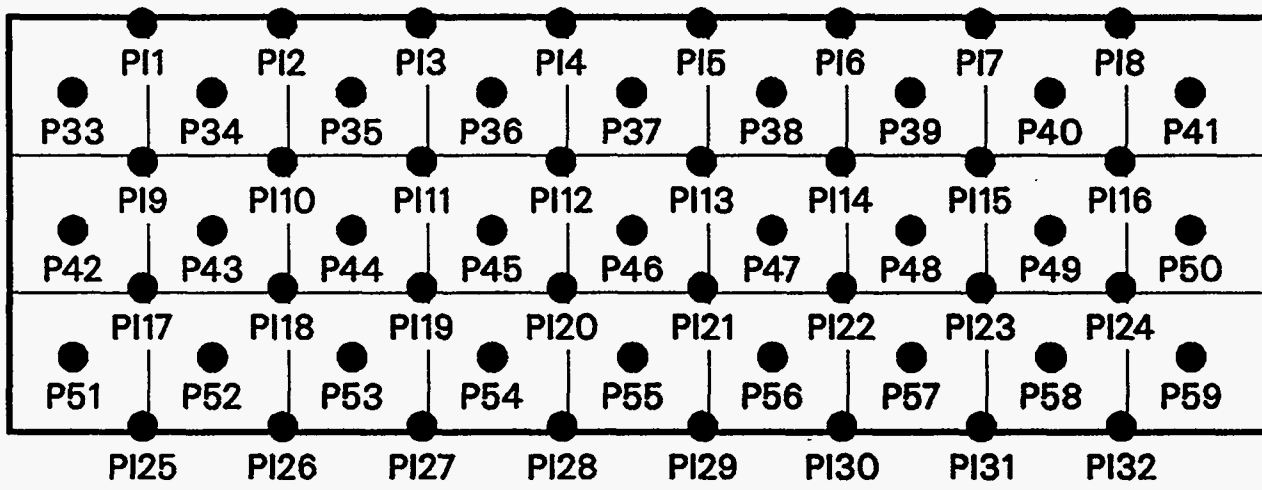 PI1 PI2 PI3 PI4 PI5 PI6 PI7 PI8
P33 P34 P35 P36 P37 P38 P39 P40 P41
PI9 PI10 PI11 PI12 PI13 PI14 PI15 PI16
P42 P43 P44 P45 P46 P47 P48 P49 P50
PI17 PI18 PI19 PI20 PI21 PI22 PI23 PI24
P51 P52 P53 P54 P55 P56 P57 P58 P59
PI25 PI26 PI27 PI28 PI29 PI30 PI31 PI32